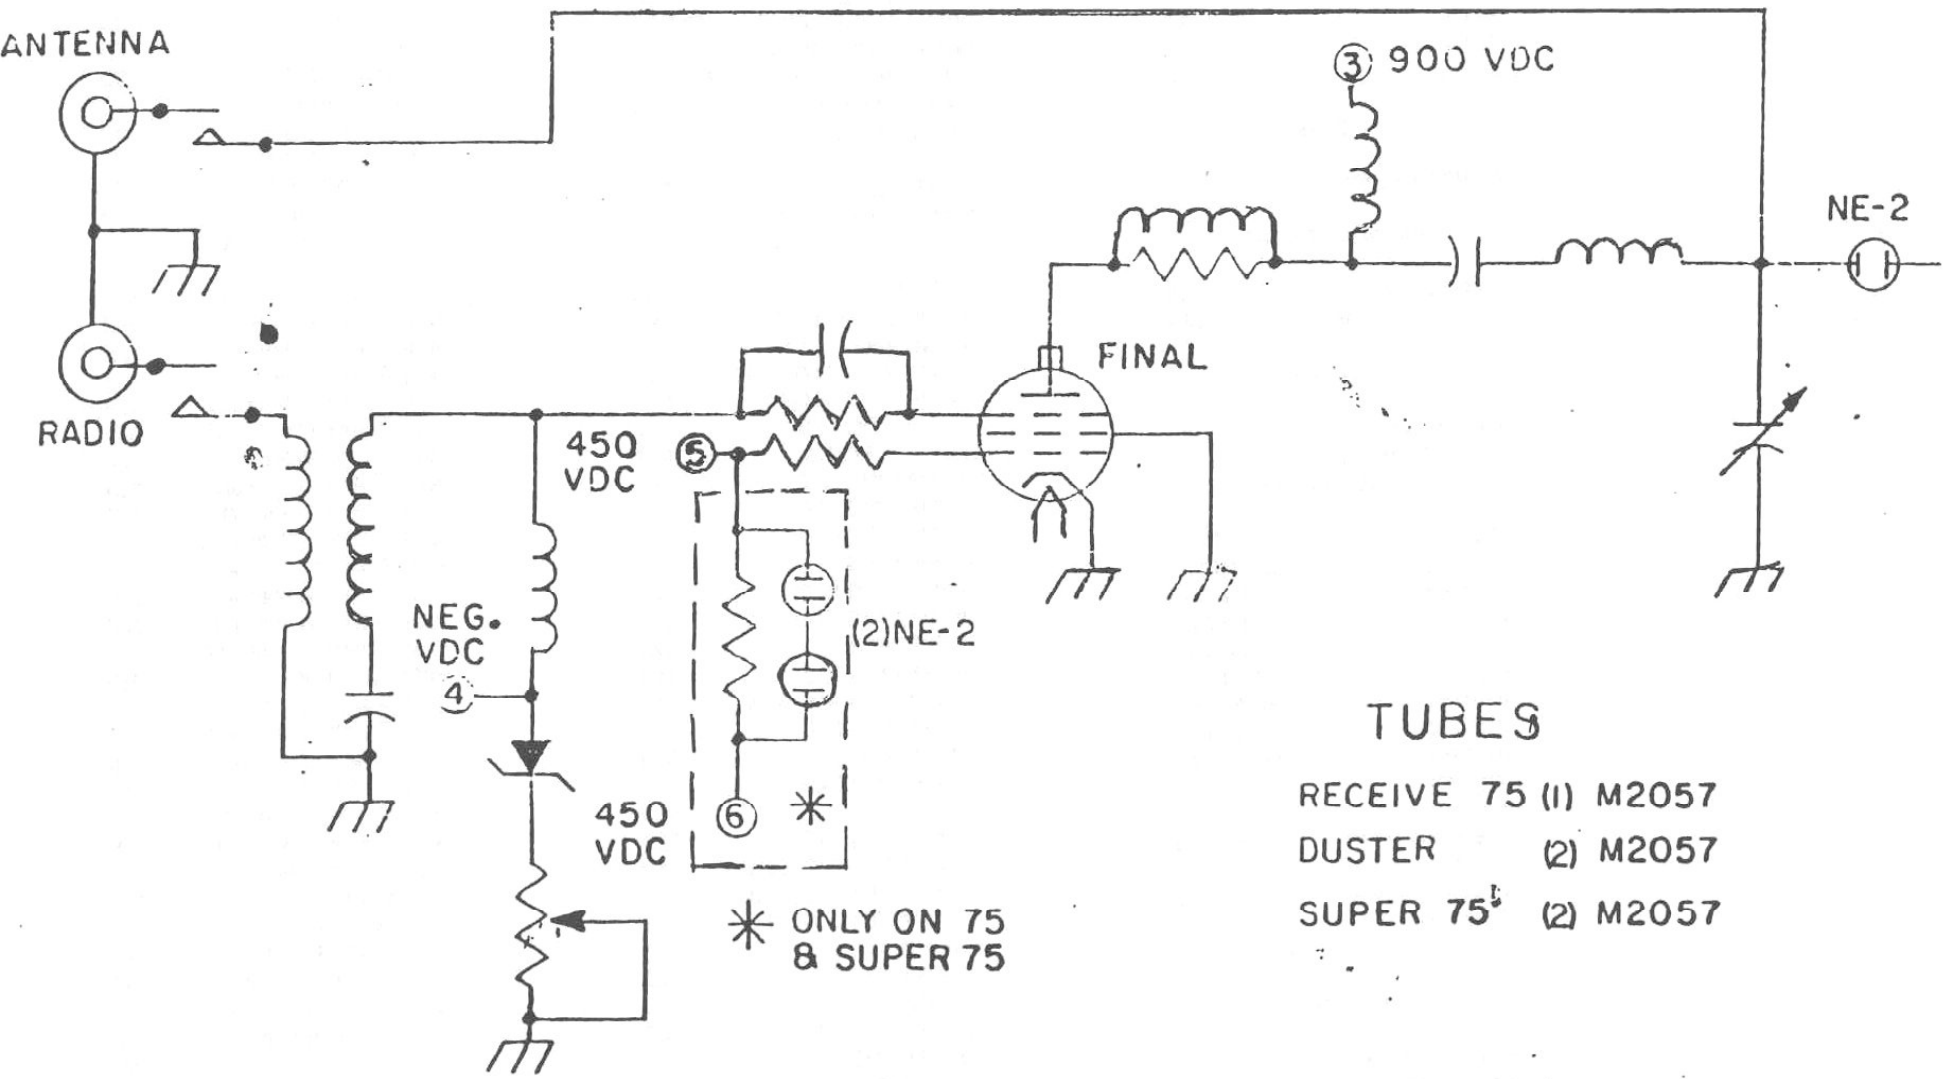 ANTENNA
3 900 VDC
NE-2
FINAL
RADIO
450
VDC
5
NEG.
VDC
4
(2)NE-2
450
VDC
6
*
* ONLY ON 75
& SUPER 75
TUBES
RECEIVE 75 (1) M2057
DUSTER (2) M2057
SUPER 75 (2) M2057